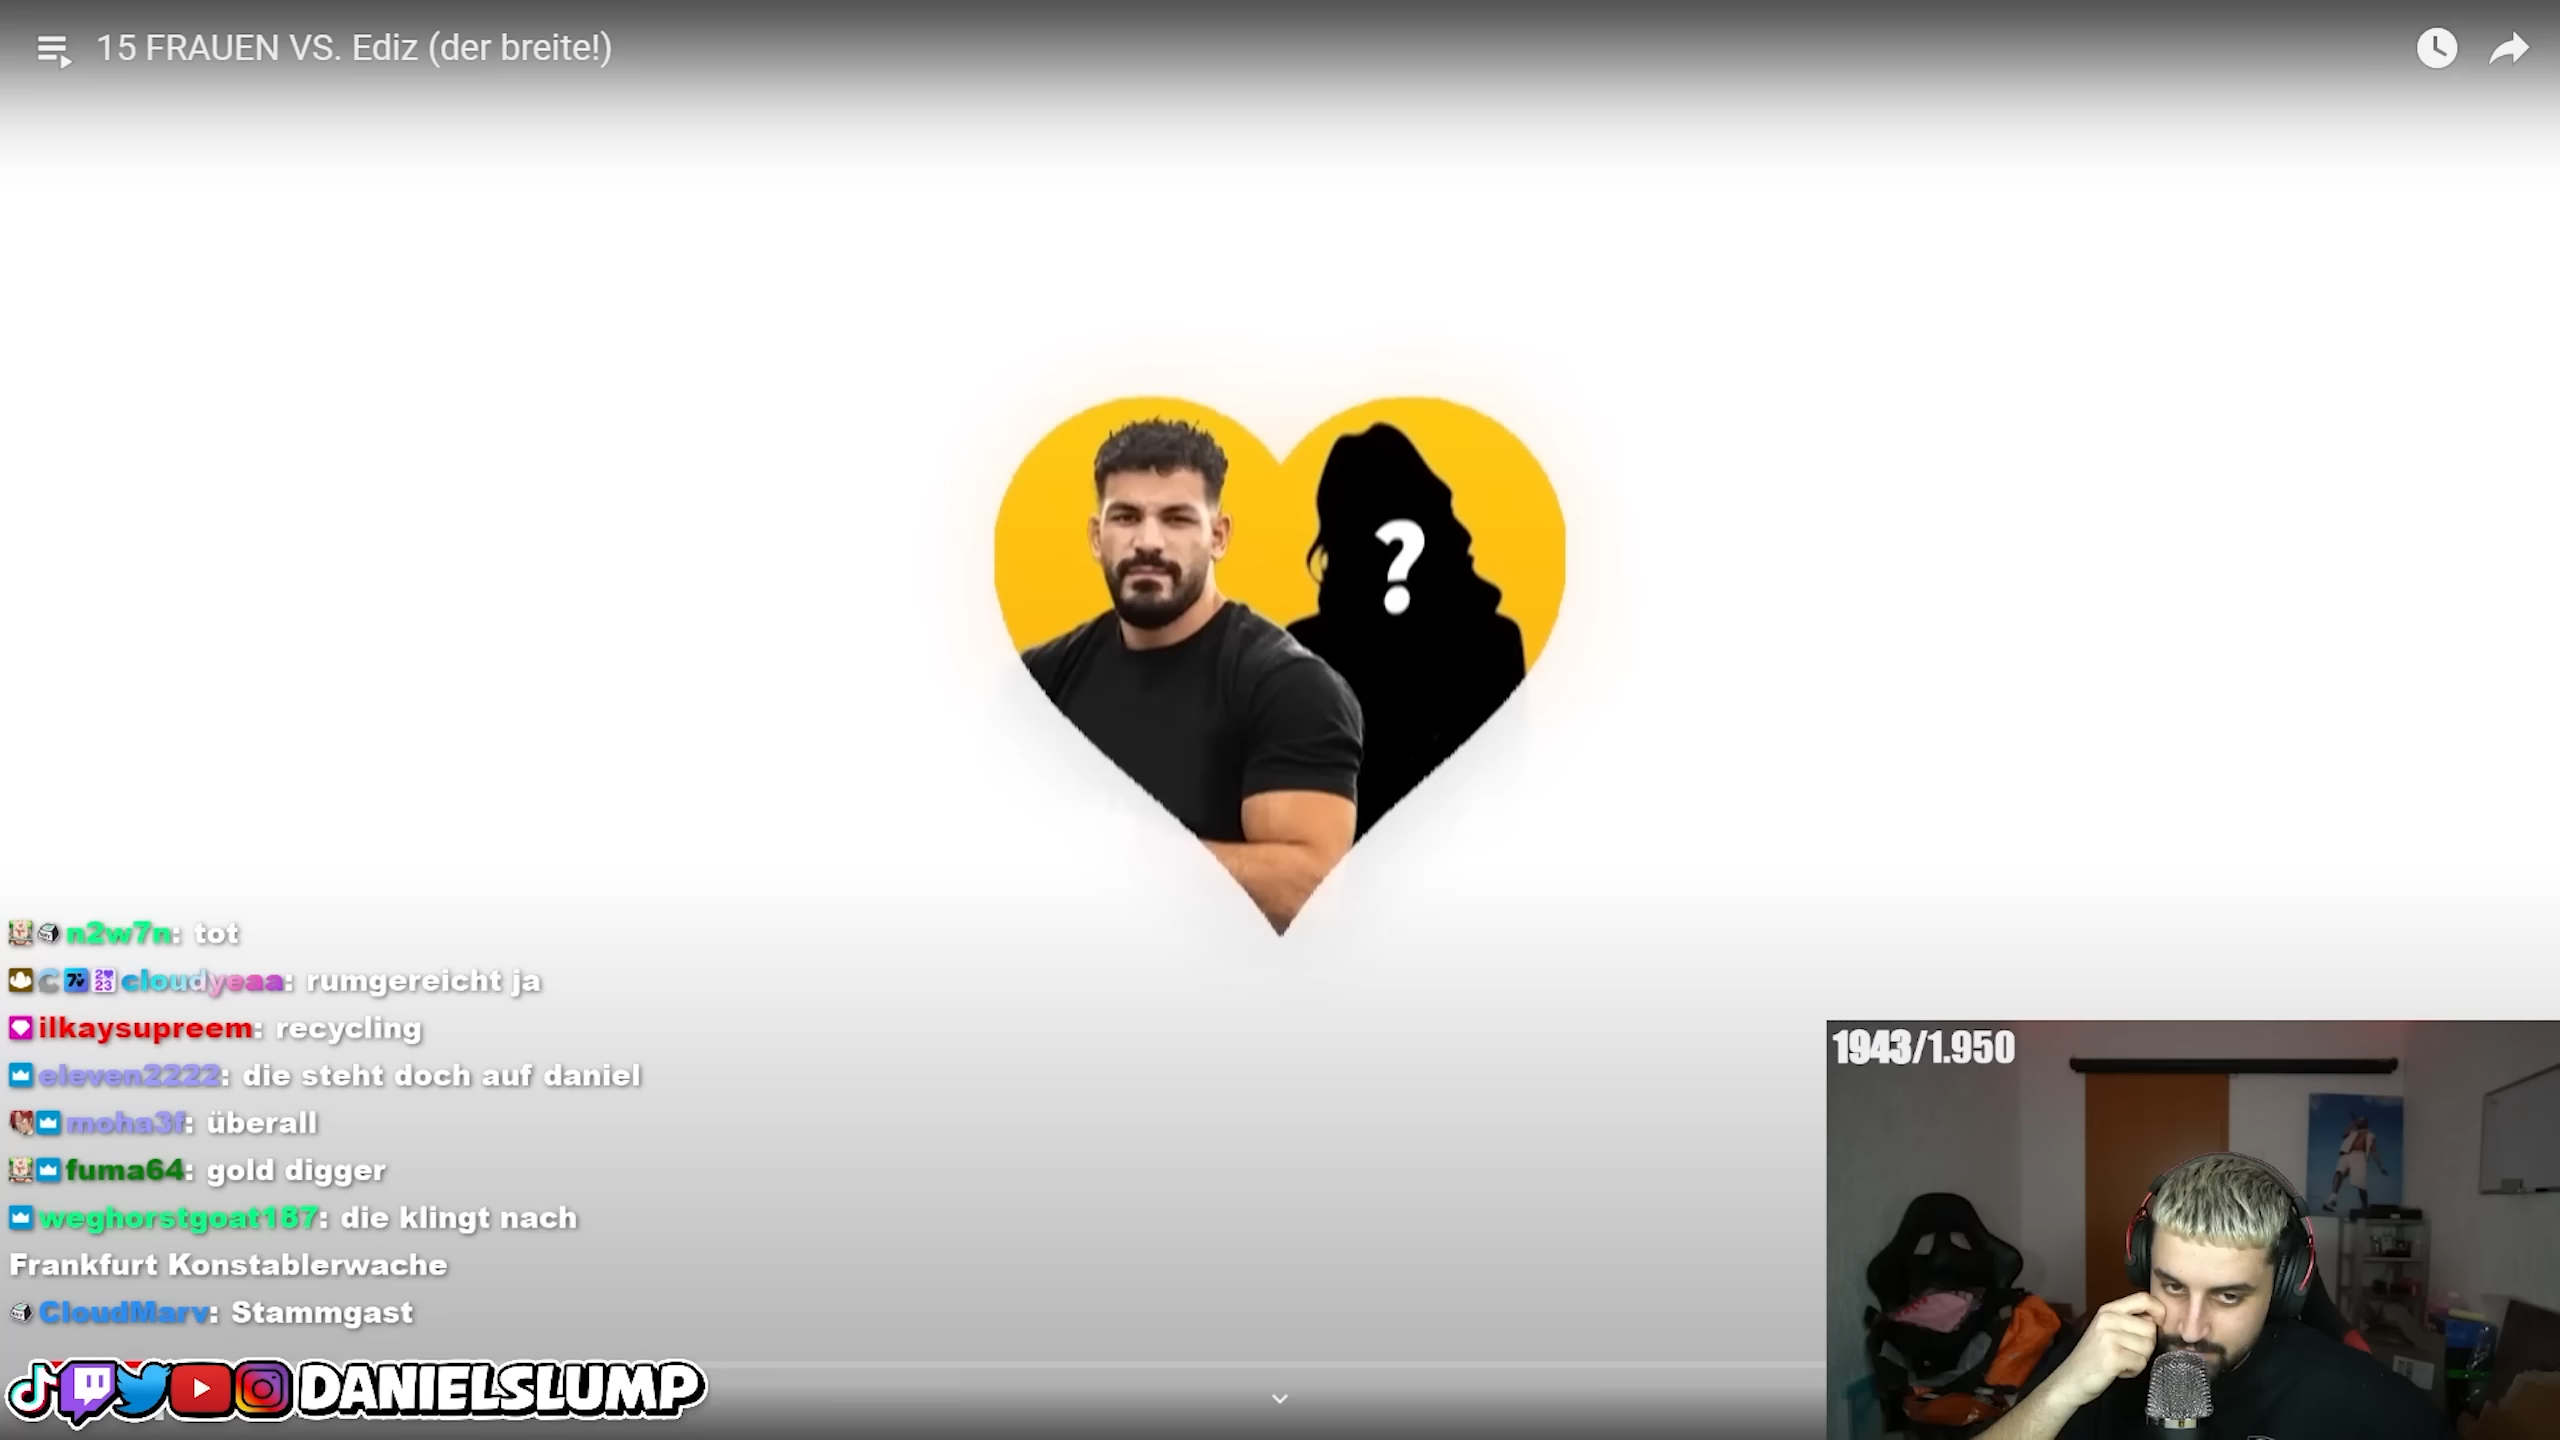 15 FRAUEN VS. Ediz (der breite!)
?
n2w7n: tot
cloudyeaa: rumgereicht ja
ilkaysupreem: recycling
eleven2222: die steht doch auf daniel
moha3f: überall
fuma64: gold digger
weghorstgoat187: die klingt nach
Frankfurt Konstablerwache
CloudMarv: Stammgast
DANIELSLUMP
1943/1.950